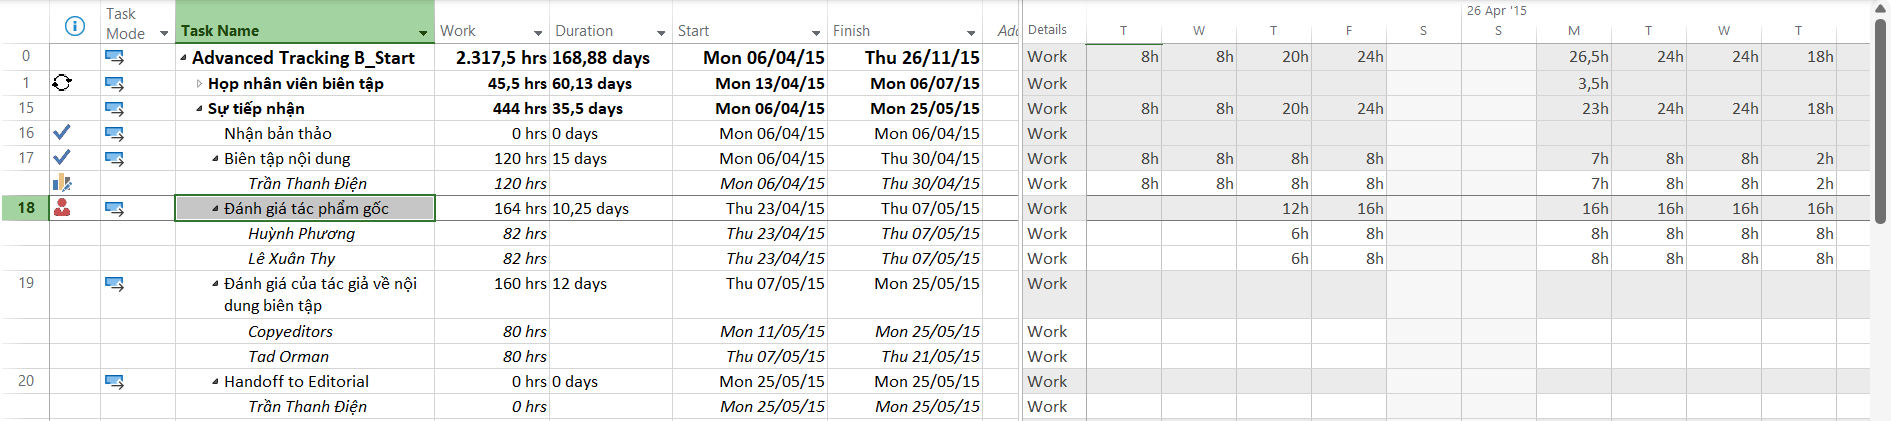 26 Apr '15
Task Mode Task Name Work Duration Start Finish Add Details T W T F S S M T W T
0 Advanced Tracking B_Start 2.317,5 hrs 168,88 days Mon 06/04/15 Thu 26/11/15 Work 8h 8h 20h 24h 26,5h 24h 24h 18h
1 Họp nhân viên biên tập 45,5 hrs 60,13 days Mon 13/04/15 Mon 06/07/15 Work 3,5h
15 Sự tiếp nhận 444 hrs 35,5 days Mon 06/04/15 Mon 25/05/15 Work 8h 8h 20h 24h 23h 24h 24h 18h
16 Nhận bản thảo 0 hrs 0 days Mon 06/04/15 Mon 06/04/15 Work
17 Biên tập nội dung 120 hrs 15 days Mon 06/04/15 Thu 30/04/15 Work 8h 8h 8h 8h 7h 8h 8h 2h
Trần Thanh Điện 120 hrs Mon 06/04/15 Thu 30/04/15 Work 8h 8h 8h 8h 7h 8h 8h 2h
18 Đánh giá tác phẩm gốc 164 hrs 10,25 days Thu 23/04/15 Thu 07/05/15 Work 12h 16h 16h 16h 16h 16h
Huỳnh Phương 82 hrs Thu 23/04/15 Thu 07/05/15 Work 6h 8h 8h 8h 8h 8h
Lê Xuân Thy 82 hrs Thu 23/04/15 Thu 07/05/15 Work 6h 8h 8h 8h 8h 8h
19 Đánh giá của tác giả về nội 160 hrs 12 days Thu 07/05/15 Mon 25/05/15 Work
dung biên tập
Copyeditors 80 hrs Mon 11/05/15 Mon 25/05/15 Work
Tad Orman 80 hrs Thu 07/05/15 Thu 21/05/15 Work
20 Handoff to Editorial 0 hrs 0 days Mon 25/05/15 Mon 25/05/15 Work
Trần Thanh Điện 0 hrs Mon 25/05/15 Mon 25/05/15 Work